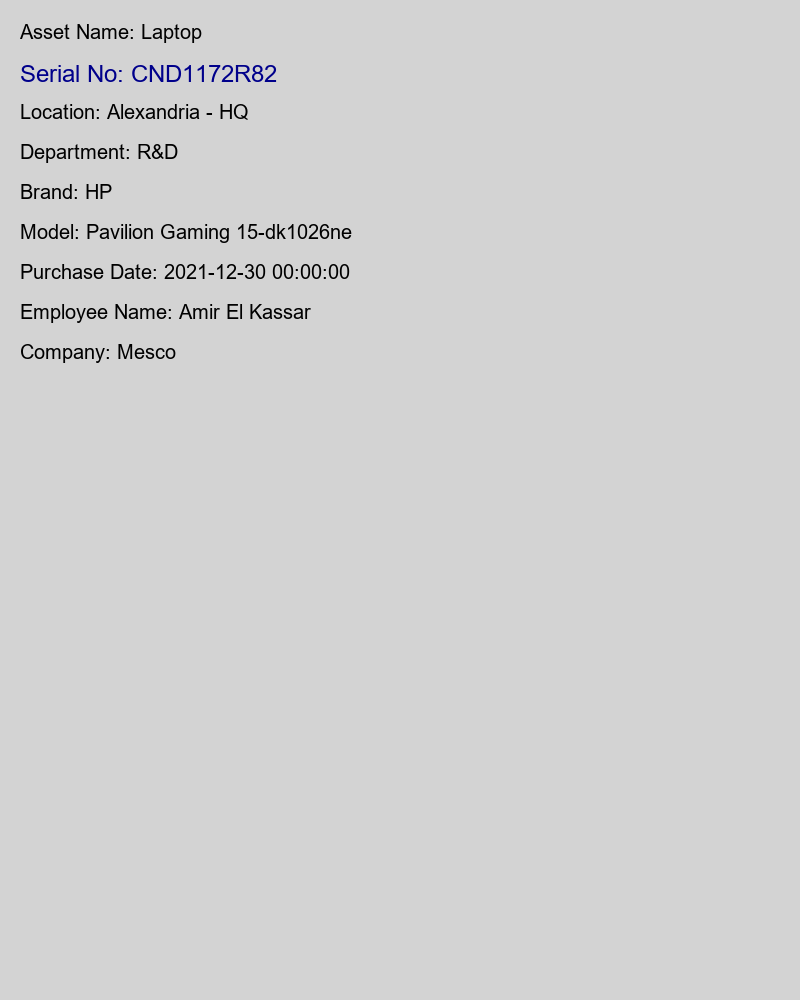 Asset Name: Laptop
Serial No: CND1172R82
Location: Alexandria - HQ
Department: R&D
Brand: HP
Model: Pavilion Gaming 15-dk1026ne
Purchase Date: 2021-12-30 00:00:00
Employee Name: Amir El Kassar
Company: Mesco